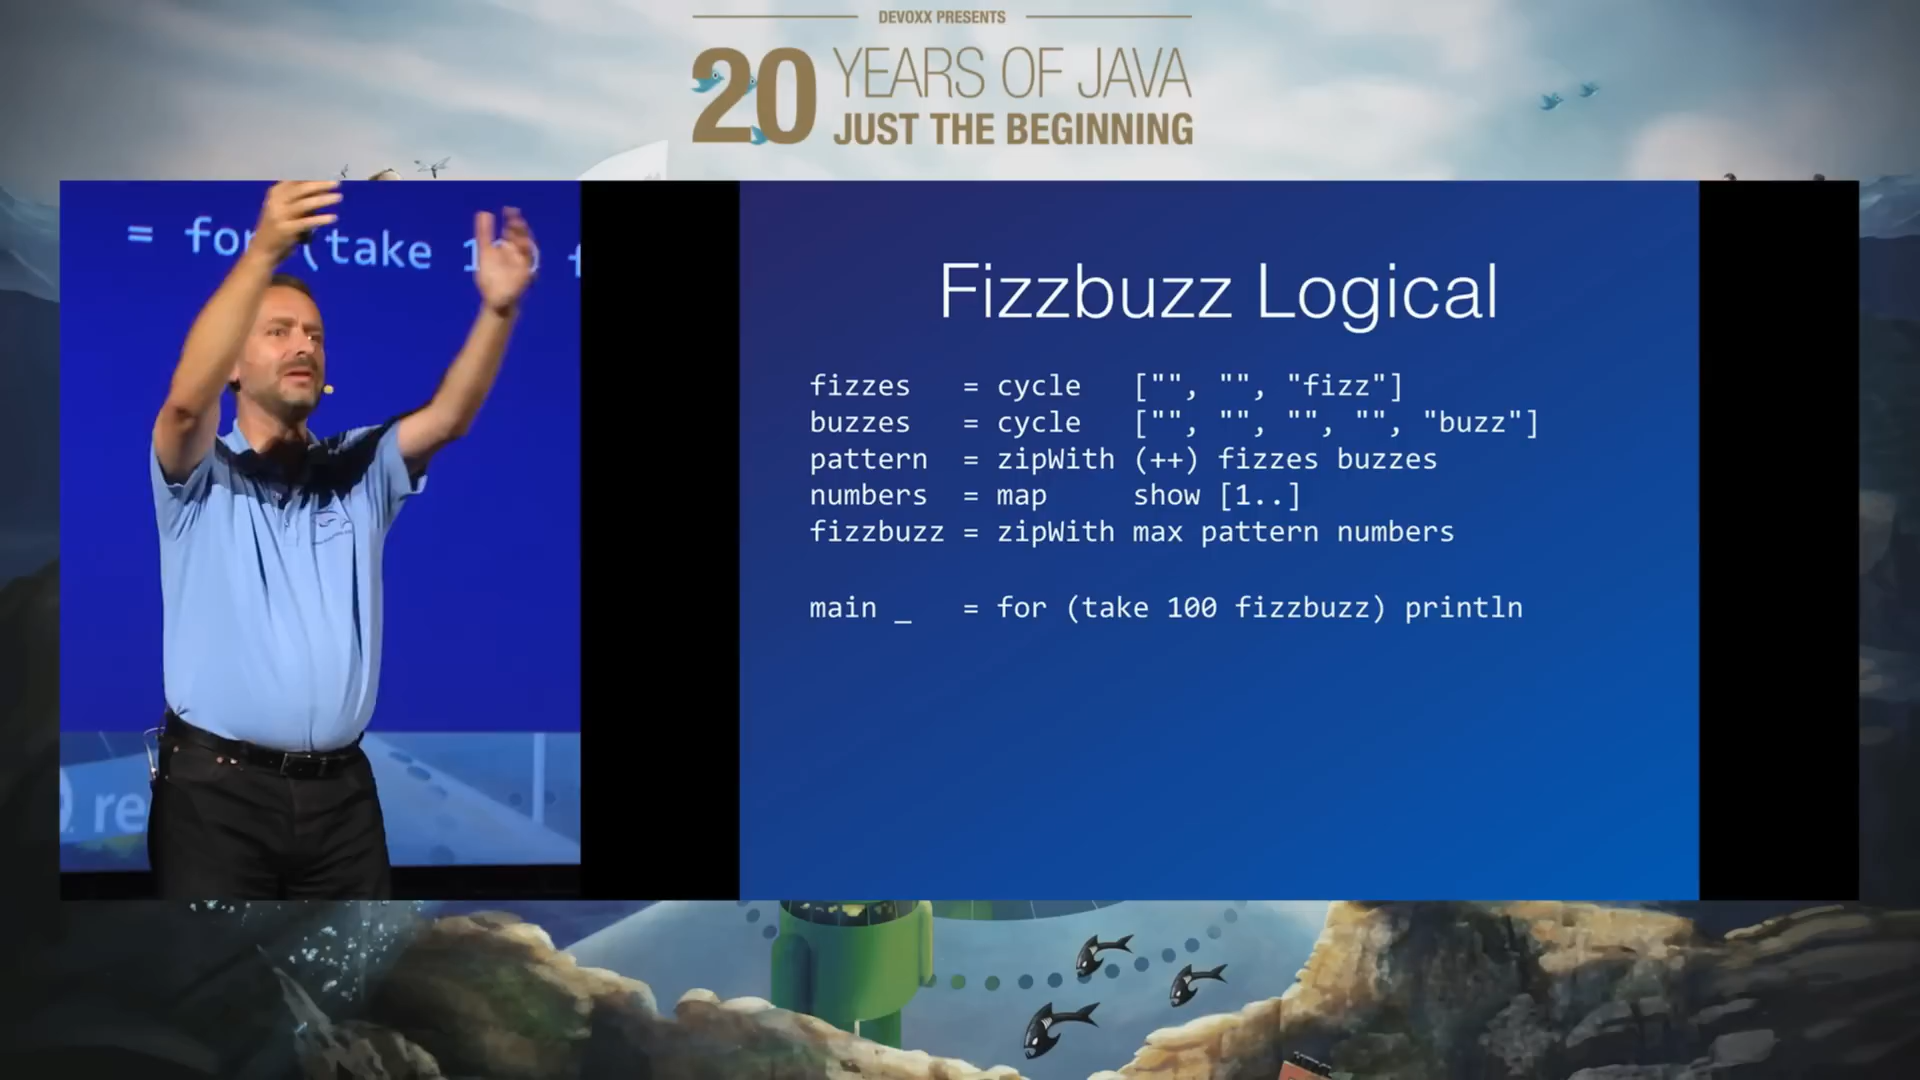 DEVOXX PRESENTS
20 YEARS OF JAVA
JUST THE BEGINNING
= for (take 1
re
Fizzbuzz Logical
fizzes = cycle ["", "", "fizz"]
buzzes = cycle ["", "", "", "", "buzz"]
pattern = zipWith (++) fizzes buzzes
numbers = map show [1..]
fizzbuzz = zipWith max pattern numbers
main _ = for (take 100 fizzbuzz) println